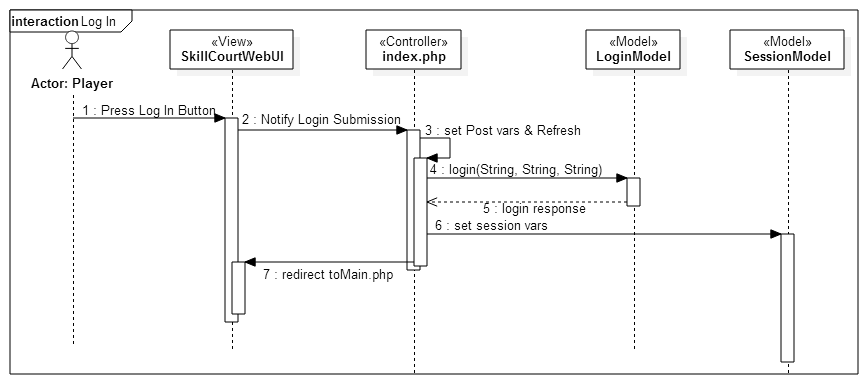 interaction Log In
«View»
SkillCourtWebUI
«Controller»
index.php
«Model»
LoginModel
«Model»
SessionModel
Actor: Player
1 : Press Log In Button
2 : Notify Login Submission
3 : set Post vars & Refresh
4 : login(String, String, String)
5 : login response
6 : set session vars
7 : redirect toMain.php